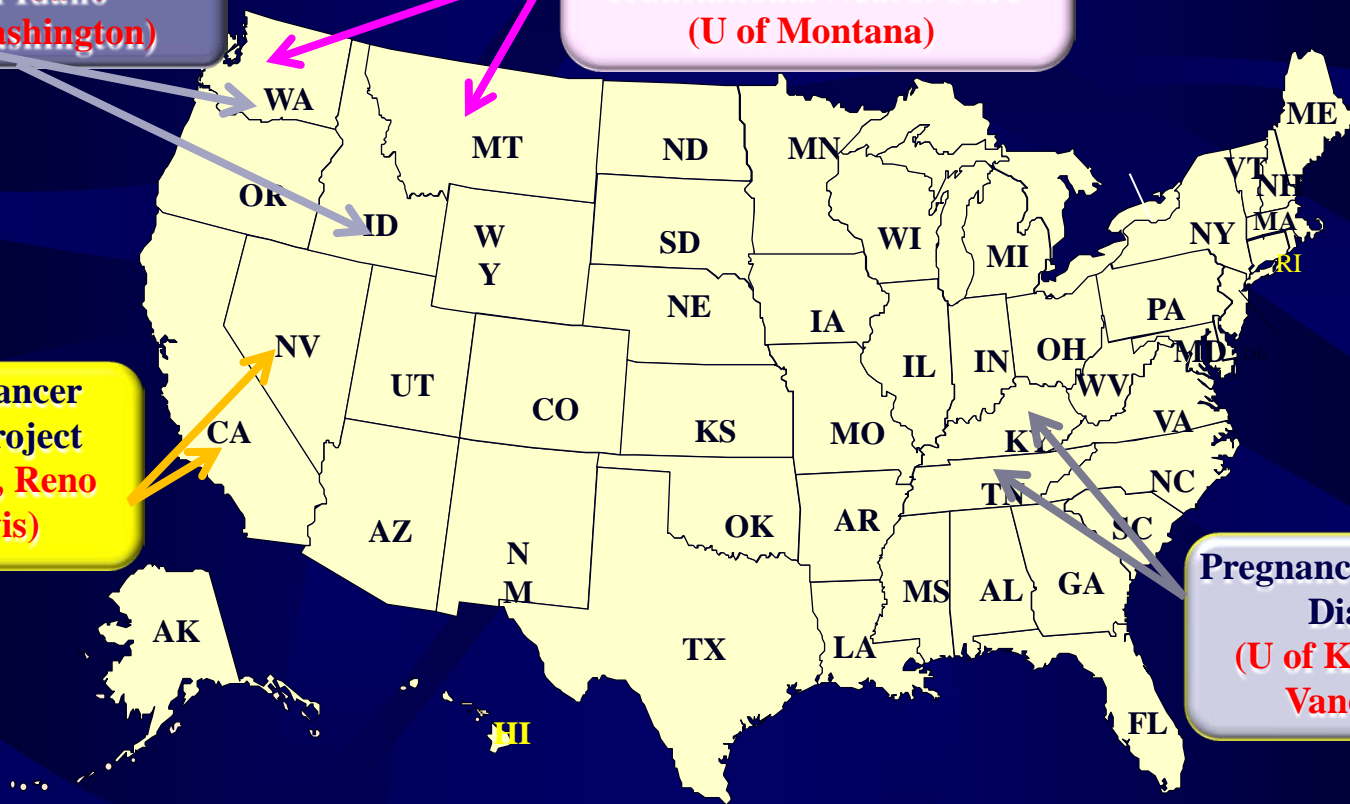 (U of Montana)
WA
MT
ND
MN
ME
VT
NH
OR
ID
W
Y
SD
WI
MI
NY
MA
RI
NE
IA
PA
NV
UT
CO
IL
IN
OH
MD
WV
CA
KS
MO
KY
VA
NC
AZ
N
M
OK
AR
TN
SC
MS
AL
GA
AK
TX
LA
HI
FL
ancer
roject
, Reno
is)
Pregnanc
Dia
(U of K
Van
ashington)